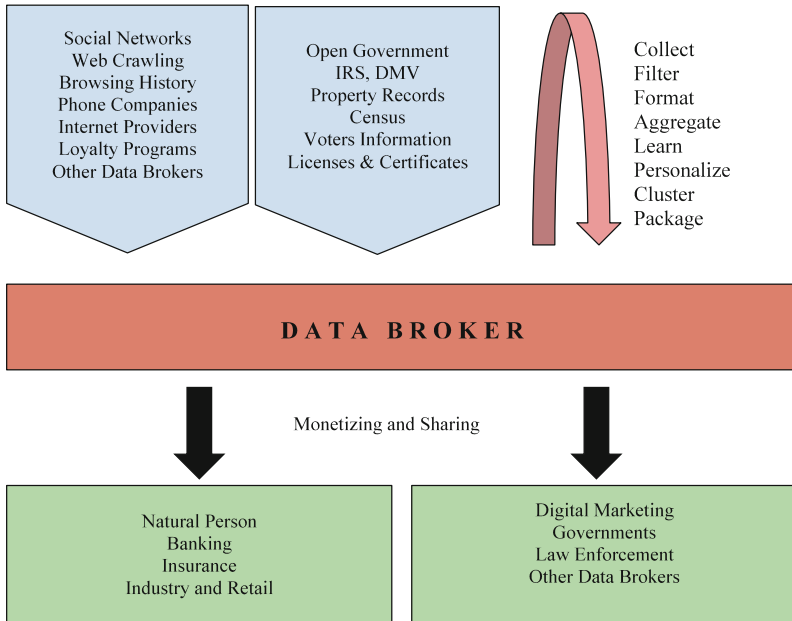 Social Networks
Web Crawling
Browsing History
Phone Companies
Internet Providers
Loyalty Programs
Other Data Brokers
Open Government
IRS, DMV
Property Records
Census
Voters Information
Licenses & Certificates
Collect
Filter
Format
Aggregate
Learn
Personalize
Cluster
Package
DATA BROKER
Monetizing and Sharing
Natural Person
Banking
Insurance
Industry and Retail
Digital Marketing
Governments
Law Enforcement
Other Data Brokers